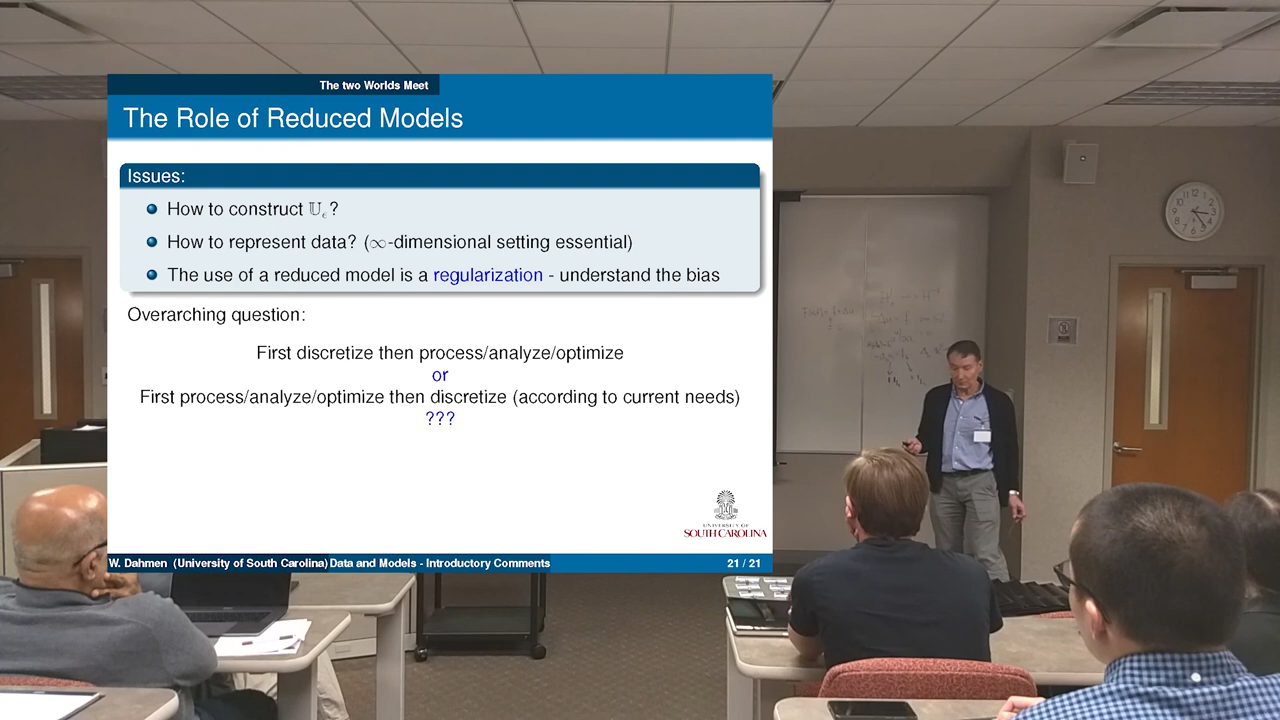 The two Worlds Meet
The Role of Reduced Models
Issues:
How to construct 𝕌ϵ?
How to represent data? (∞-dimensional setting essential)
The use of a reduced model is a regularization - understand the bias
Overarching question:
First discretize then process/analyze/optimize
or
First process/analyze/optimize then discretize (according to current needs)
???
UNIVERSITY OF
SOUTH CAROLINA
W. Dahmen (University of South Carolina) Data and Models - Introductory Comments 21 / 21